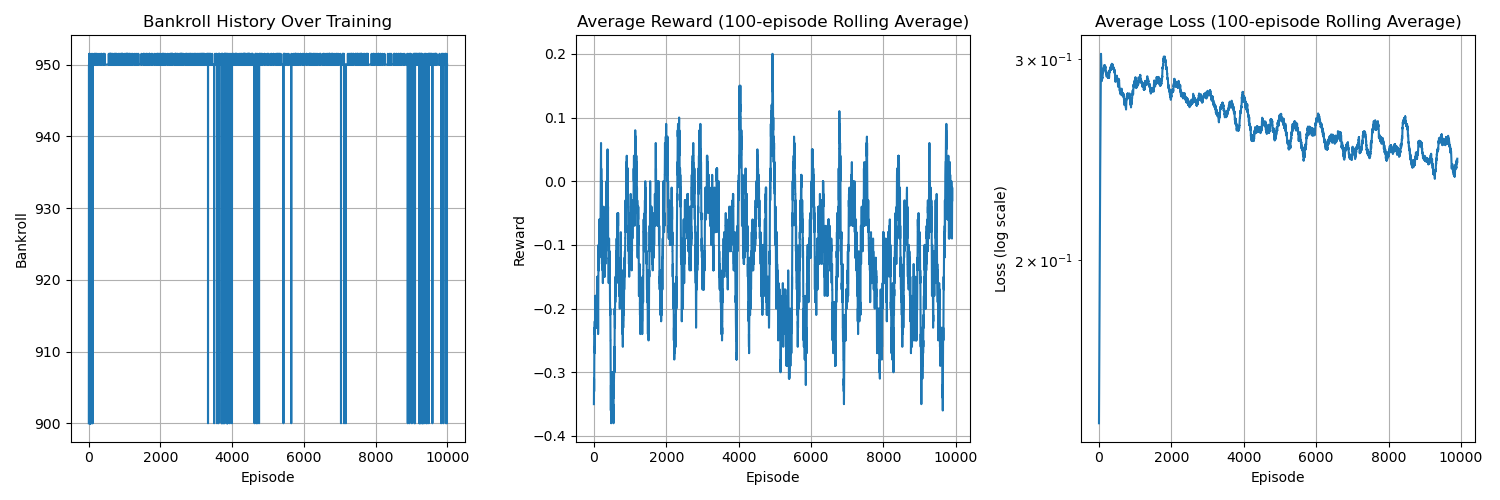 Bankroll History Over Training
Bankroll
950
940
930
920
910
900
0 2000 4000 6000 8000 10000
Episode
Average Reward (100-episode Rolling Average)
Reward
0.2
0.1
0.0
−0.1
−0.2
−0.3
−0.4
0 2000 4000 6000 8000 10000
Episode
Average Loss (100-episode Rolling Average)
Loss (log scale)
3 × 10⁻¹
2 × 10⁻¹
0 2000 4000 6000 8000 10000
Episode